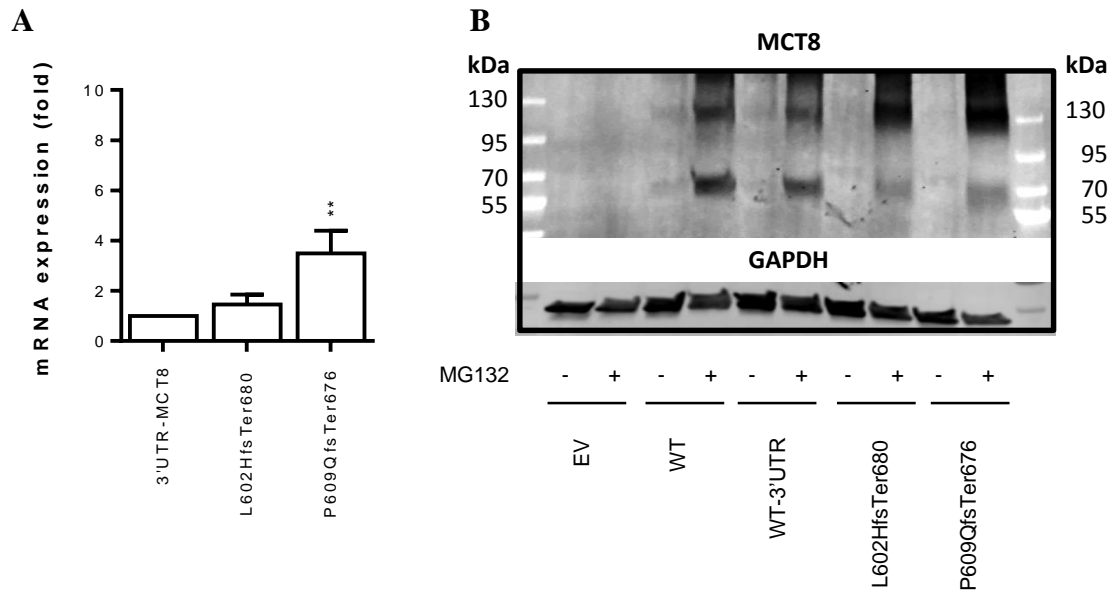 A
mRNA expression (fold)
10
8
6
4
2
0
**
3'UTR-MCT8
L602HfsTer680
P609QfsTer676
B
MCT8
kDa
130
95
70
55
kDa
130
95
70
55
GAPDH
MG132 - + - + - + - + - +
EV
WT
WT-3'UTR
L602HfsTer680
P609QfsTer676